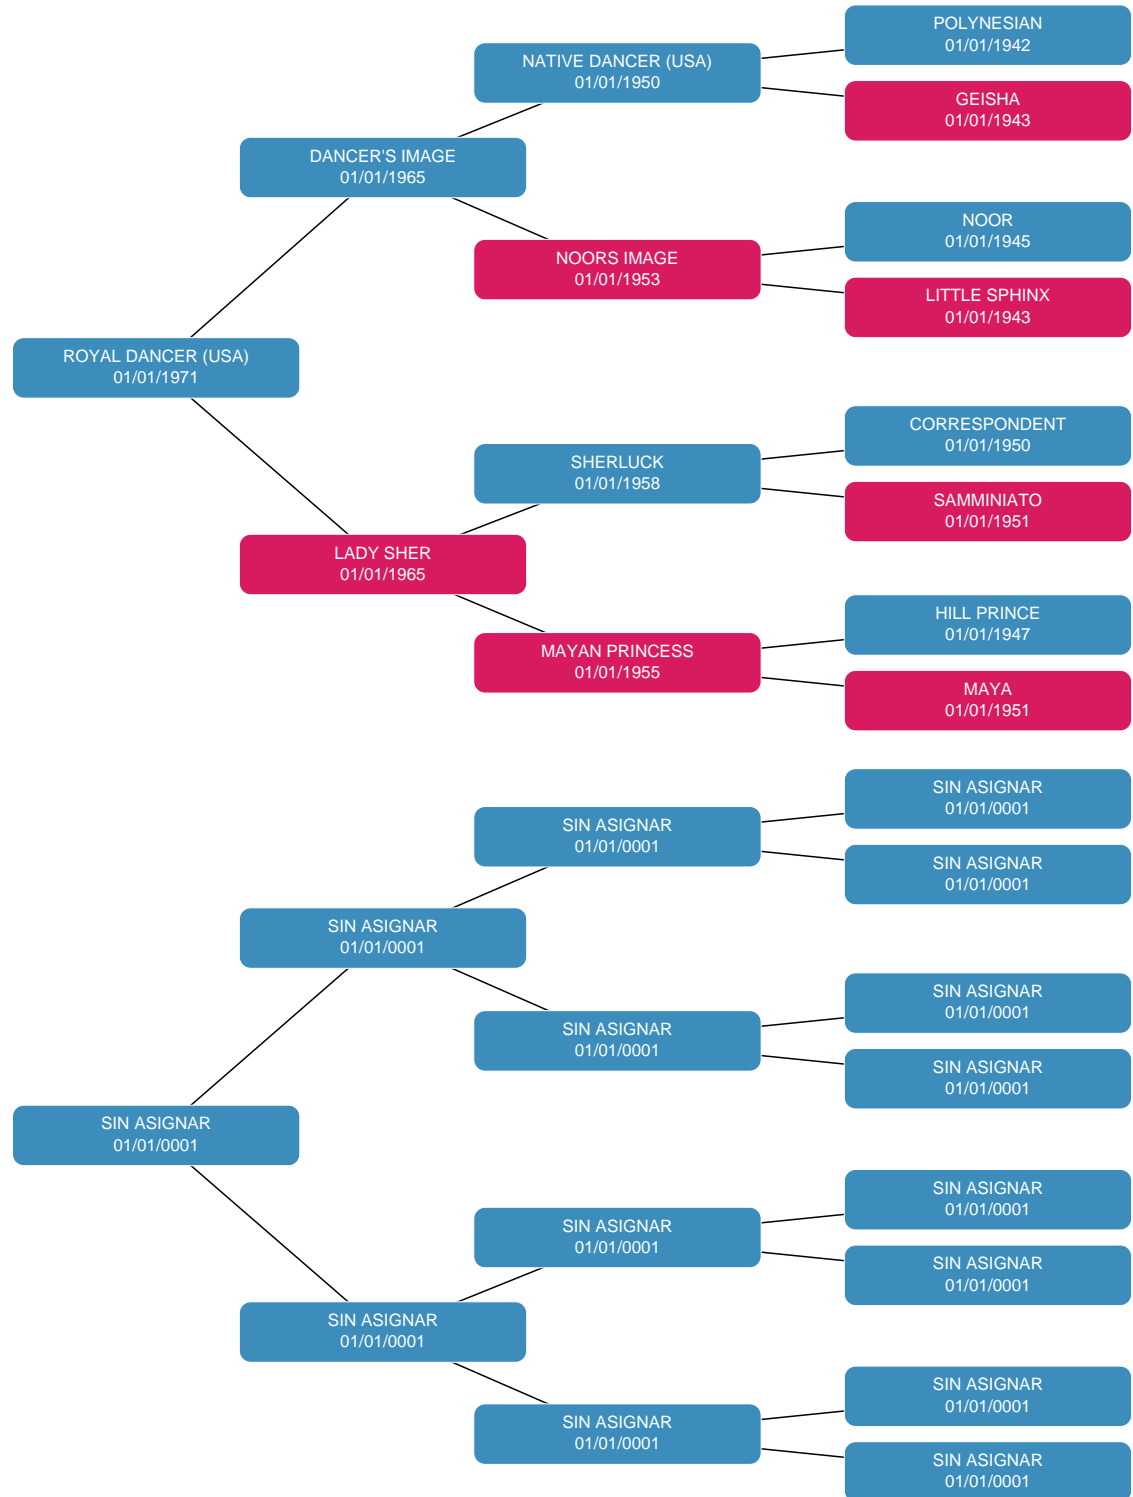 POLYNESIAN
01/01/1942
NATIVE DANCER (USA)
01/01/1950
GEISHA
01/01/1943
DANCER'S IMAGE
01/01/1965
NOOR
01/01/1945
NOORS IMAGE
01/01/1953
LITTLE SPHINX
01/01/1943
ROYAL DANCER (USA)
01/01/1971
CORRESPONDENT
01/01/1950
SHERLUCK
01/01/1958
SAMMINIATO
01/01/1951
LADY SHER
01/01/1965
HILL PRINCE
01/01/1947
MAYAN PRINCESS
01/01/1955
MAYA
01/01/1951
SIN ASIGNAR
01/01/0001
SIN ASIGNAR
01/01/0001
SIN ASIGNAR
01/01/0001
SIN ASIGNAR
01/01/0001
SIN ASIGNAR
01/01/0001
SIN ASIGNAR
01/01/0001
SIN ASIGNAR
01/01/0001
SIN ASIGNAR
01/01/0001
SIN ASIGNAR
01/01/0001
SIN ASIGNAR
01/01/0001
SIN ASIGNAR
01/01/0001
SIN ASIGNAR
01/01/0001
SIN ASIGNAR
01/01/0001
SIN ASIGNAR
01/01/0001
SIN ASIGNAR
01/01/0001